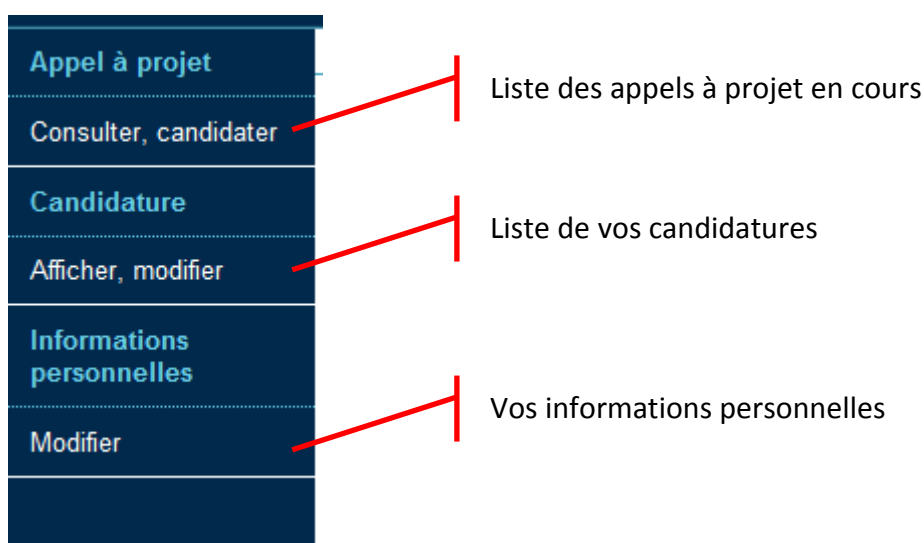 Appel à projet
Liste des appels à projet en cours
Consulter, candidater
Candidature
Liste de vos candidatures
Afficher, modifier
Informations
personnelles
Vos informations personnelles
Modifier